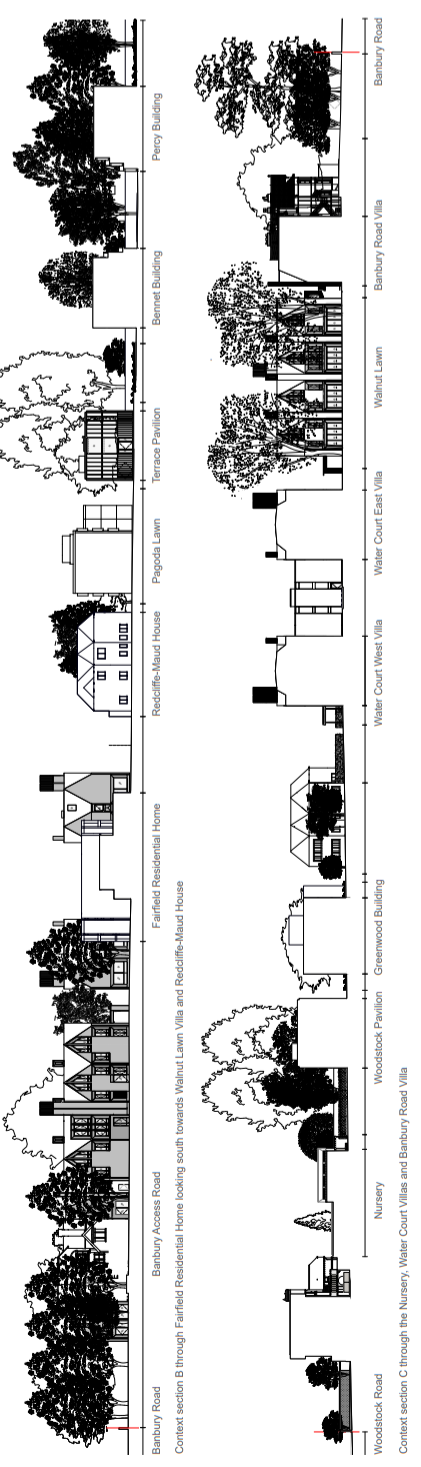 Banbury Road
Banbury Access Road
Fairfield Residential Home
Redcliffe-Maud House
Pagoda Lawn
Terrace Pavilion
Bennet Building
Percy Building
Context section B through Fairfield Residential Home looking south towards Walnut Lawn Villa and Redcliffe-Maud House
Woodstock Road
Nursery
Woodstock Pavilion
Greenwood Building
Water Court West Villa
Water Court East Villa
Walnut Lawn
Banbury Road Villa
Banbury Road
Context section C through the Nursery, Water Court Villas and Banbury Road Villa